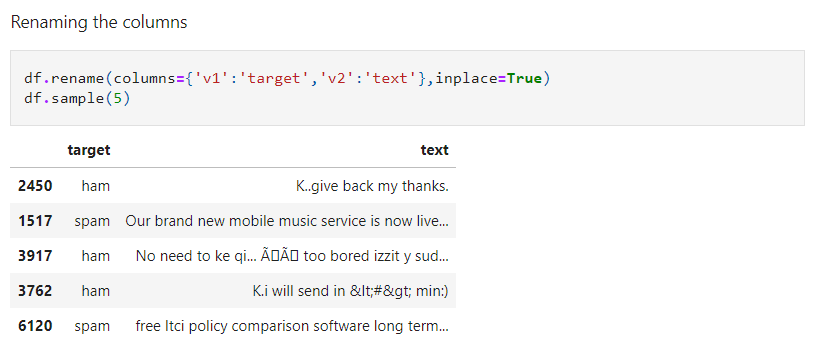 Renaming the columns
df.rename(columns={'v1':'target','v2':'text'},inplace=True)
df.sample(5)
target text
2450 ham K..give back my thanks.
1517 spam Our brand new mobile music service is now live...
3917 ham No need to ke qi... Ã Ã too bored izzit y sud...
3762 ham K.i will send in &lt;#&gt; min:)
6120 spam free ltci policy comparison software long term...